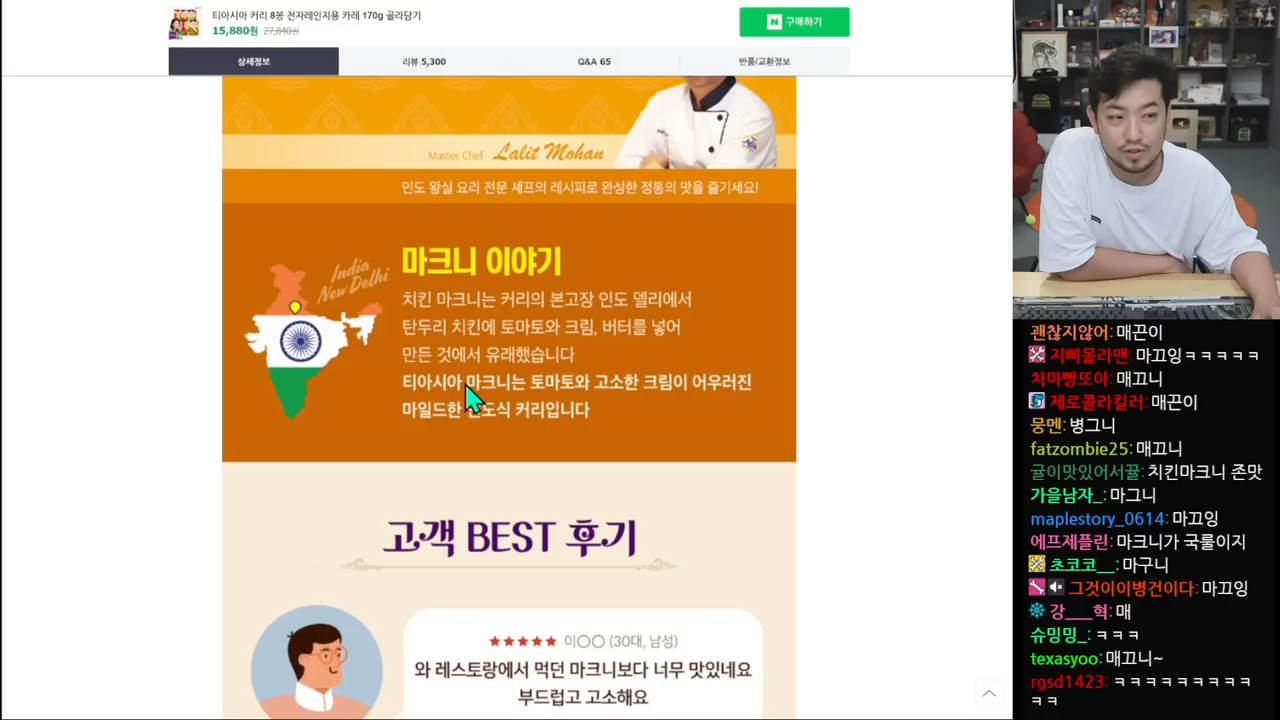 티아시아 커리 8봉 전자레인지용 카레 170g 골라담기
15,880원 27,840원
N 구매하기
상세정보
리뷰 5,300
Q&A 65
반품/교환정보
Master Chef Lalit Mohan
인도 왕실 요리 전문 셰프의 레시피로 완성한 정통의 맛을 즐기세요!
India
New Delhi
마크니 이야기
치킨 마크니는 커리의 본고장 인도 델리에서
탄두리 치킨에 토마토와 크림, 버터를 넣어
만든 것에서 유래했습니다
티아시아 마크니는 토마토와 고소한 크림이 어우러진
마일드한 인도식 커리입니다
고객 BEST 후기
★★★★★ 이○○ (30대, 남성)
와 레스토랑에서 먹던 마크니보다 너무 맛있네요
부드럽고 고소해요
괜찮지않어: 매끈이
지삐몰라맨: 마끄잉ㅋㅋㅋㅋㅋ
차마빵또아: 매끄니
제로콜라킬러: 매끈이
뭉멘: 병그니
fatzombie25: 매끄니
귤이맛있어서귤: 치킨마크니 존맛
가을남자_: 마그니
maplestory_0614: 마끄잉
에프제플린: 마크니가 국룰이지
초코코__: 마구니
그것이이병건이다: 마끄잉
강___혁: 매
슈밍밍_: ㅋㅋㅋ
texasyoo: 매끄니~
rgsd1423: ㅋㅋㅋㅋㅋㅋㅋㅋㅋ
ㅋㅋ